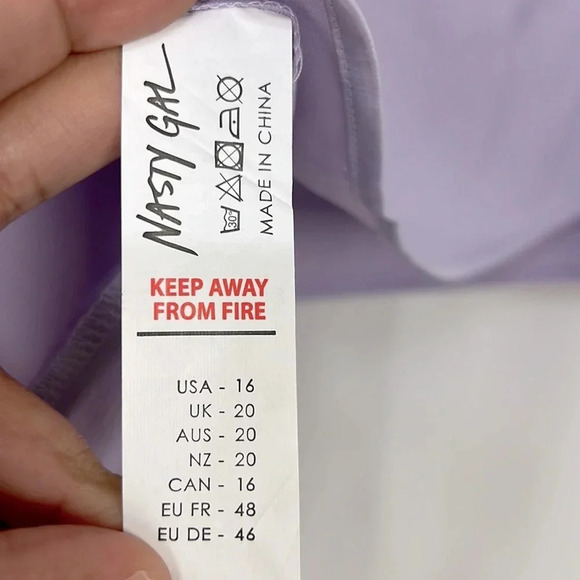 NASTY GAL
30°
MADE IN CHINA
KEEP AWAY
FROM FIRE
USA - 16
UK - 20
AUS - 20
NZ - 20
CAN - 16
EU FR - 48
EU DE - 46